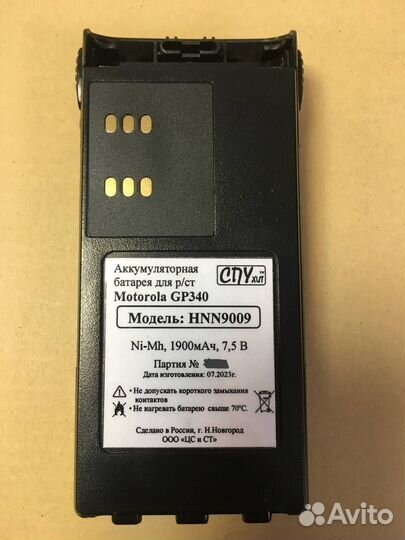 Аккумуляторная
батарея для р/ст
Motorola GP340
СПУ ХИТ
Модель: HNN9009
Ni-Mh, 1900мАч, 7,5 В
Партия №
Дата изготовления: 07.2023г.
• Не допускать короткого замыкания
контактов
• Не нагревать батарею свыше 70°С.
Сделано в России, г. Н.Новгород
ООО «ЦС и СТ»
Avito